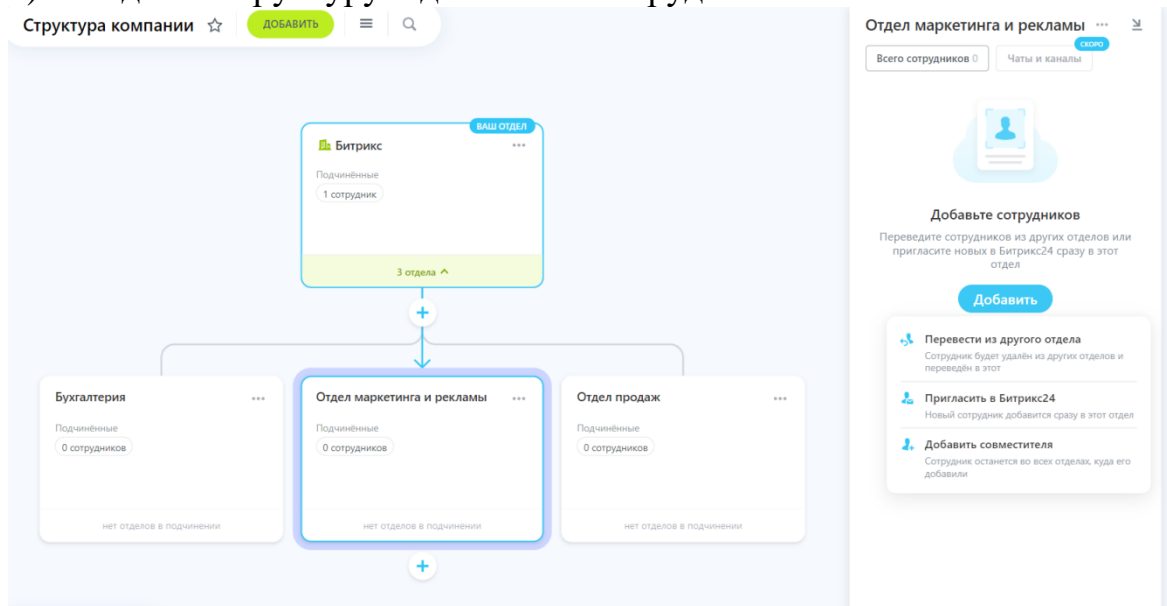 Структура компании
ДОБАВИТЬ
ВАШ ОТДЕЛ
Битрикс
Подчинённые
1 сотрудник
3 отдела
Бухгалтерия
Подчинённые
0 сотрудников
нет отделов в подчинении
Отдел маркетинга и рекламы
Подчинённые
0 сотрудников
нет отделов в подчинении
Отдел продаж
Подчинённые
0 сотрудников
нет отделов в подчинении
Отдел маркетинга и рекламы
СКОРО
Всего сотрудников 0
Чаты и каналы
Добавьте сотрудников
Переведите сотрудников из других отделов или
пригласите новых в Битрикс24 сразу в этот
отдел
Добавить
Перевести из другого отдела
Сотрудник будет удалён из других отделов и
переведён в этот
Пригласить в Битрикс24
Новый сотрудник добавится сразу в этот отдел
Добавить совместителя
Сотрудник останется во всех отделах, куда его
добавили